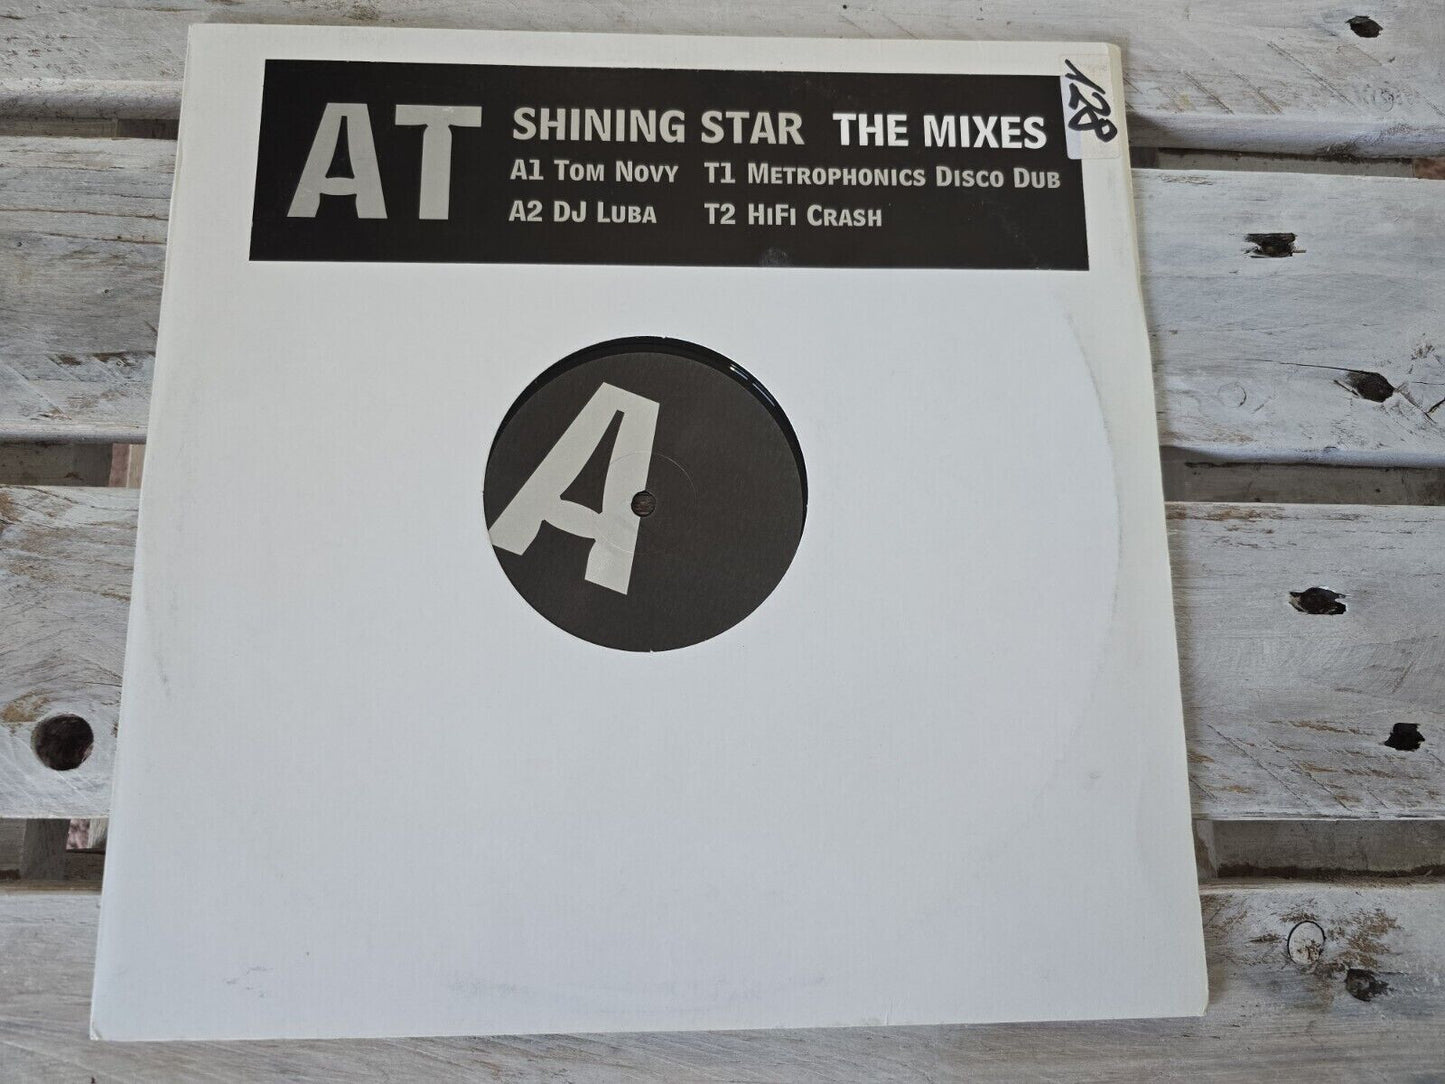 AT
SHINING STAR THE MIXES
A1 TOM NOVY T1 METROPHONICS DISCO DUB
A2 DJ LUBA T2 HIFI CRASH
128°
A